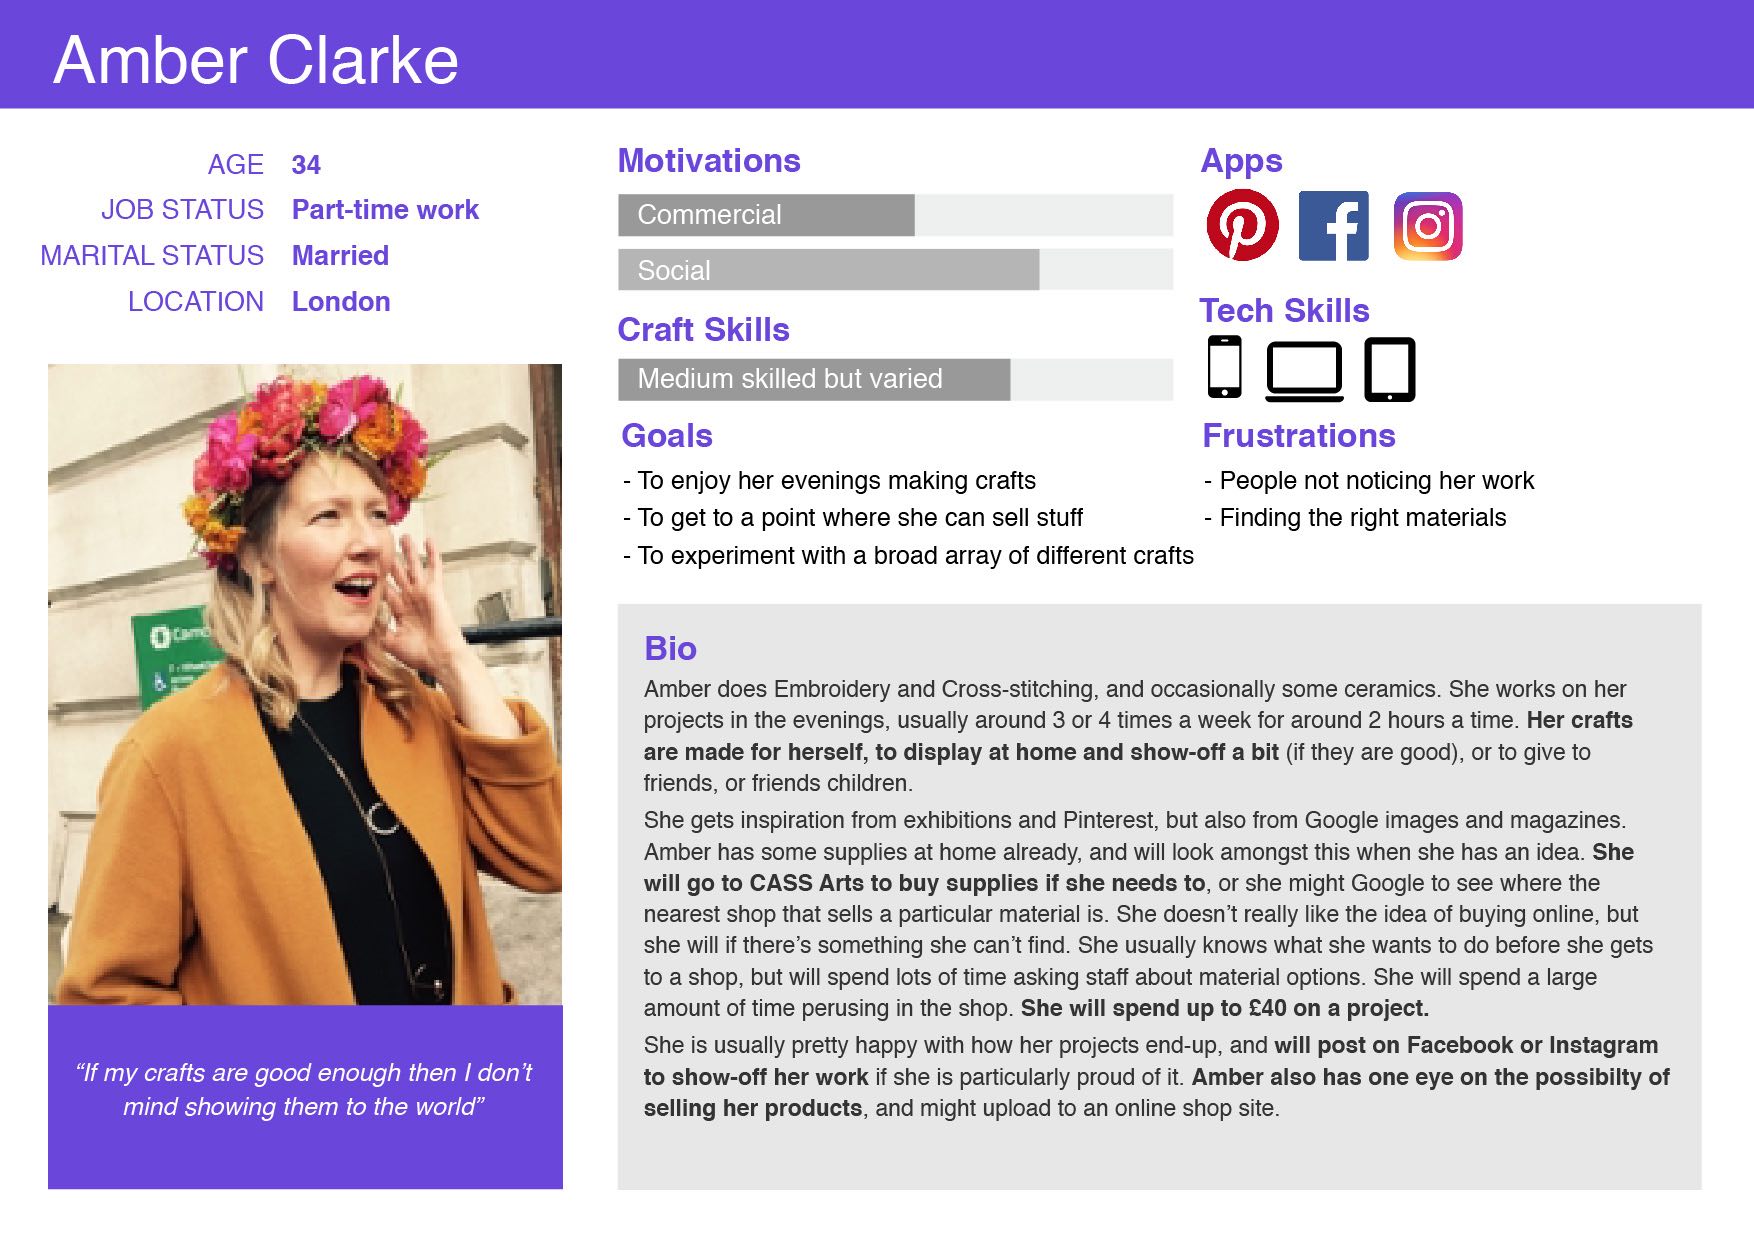 Amber Clarke
AGE 34
JOB STATUS Part-time work
MARITAL STATUS Married
LOCATION London
“If my crafts are good enough then I don’t
mind showing them to the world”
Motivations
Commercial
Social
Craft Skills
Medium skilled but varied
Goals
- To enjoy her evenings making crafts
- To get to a point where she can sell stuff
- To experiment with a broad array of different crafts
Apps
Tech Skills
Frustrations
- People not noticing her work
- Finding the right materials
Bio
Amber does Embroidery and Cross-stitching, and occasionally some ceramics. She works on her
projects in the evenings, usually around 3 or 4 times a week for around 2 hours a time. Her crafts
are made for herself, to display at home and show-off a bit (if they are good), or to give to
friends, or friends children.
She gets inspiration from exhibitions and Pinterest, but also from Google images and magazines.
Amber has some supplies at home already, and will look amongst this when she has an idea. She
will go to CASS Arts to buy supplies if she needs to, or she might Google to see where the
nearest shop that sells a particular material is. She doesn’t really like the idea of buying online, but
she will if there’s something she can’t find. She usually knows what she wants to do before she gets
to a shop, but will spend lots of time asking staff about material options. She will spend a large
amount of time perusing in the shop. She will spend up to £40 on a project.
She is usually pretty happy with how her projects end-up, and will post on Facebook or Instagram
to show-off her work if she is particularly proud of it. Amber also has one eye on the possibilty of
selling her products, and might upload to an online shop site.